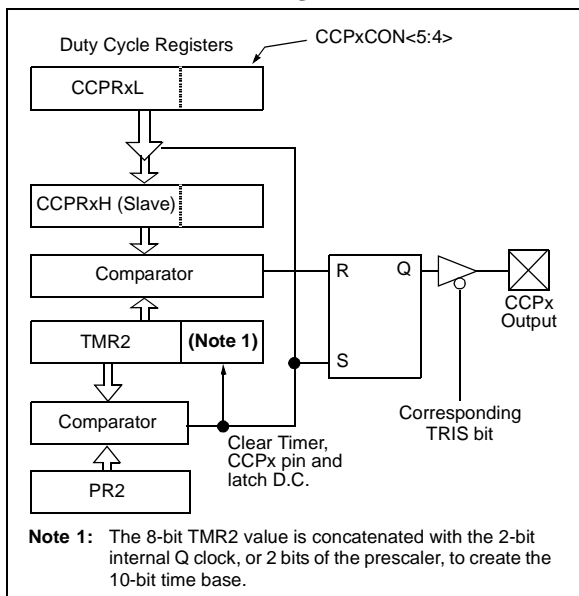 Duty Cycle Registers
CCPxCON<5:4>
CCPRxL
CCPRxH (Slave)
Comparator
R
Q
S
CCPx
Output
TMR2
(Note 1)
Comparator
Clear Timer,
CCPx pin and
latch D.C.
Corresponding
TRIS bit
PR2
Note 1: The 8-bit TMR2 value is concatenated with the 2-bit
internal Q clock, or 2 bits of the prescaler, to create the
10-bit time base.